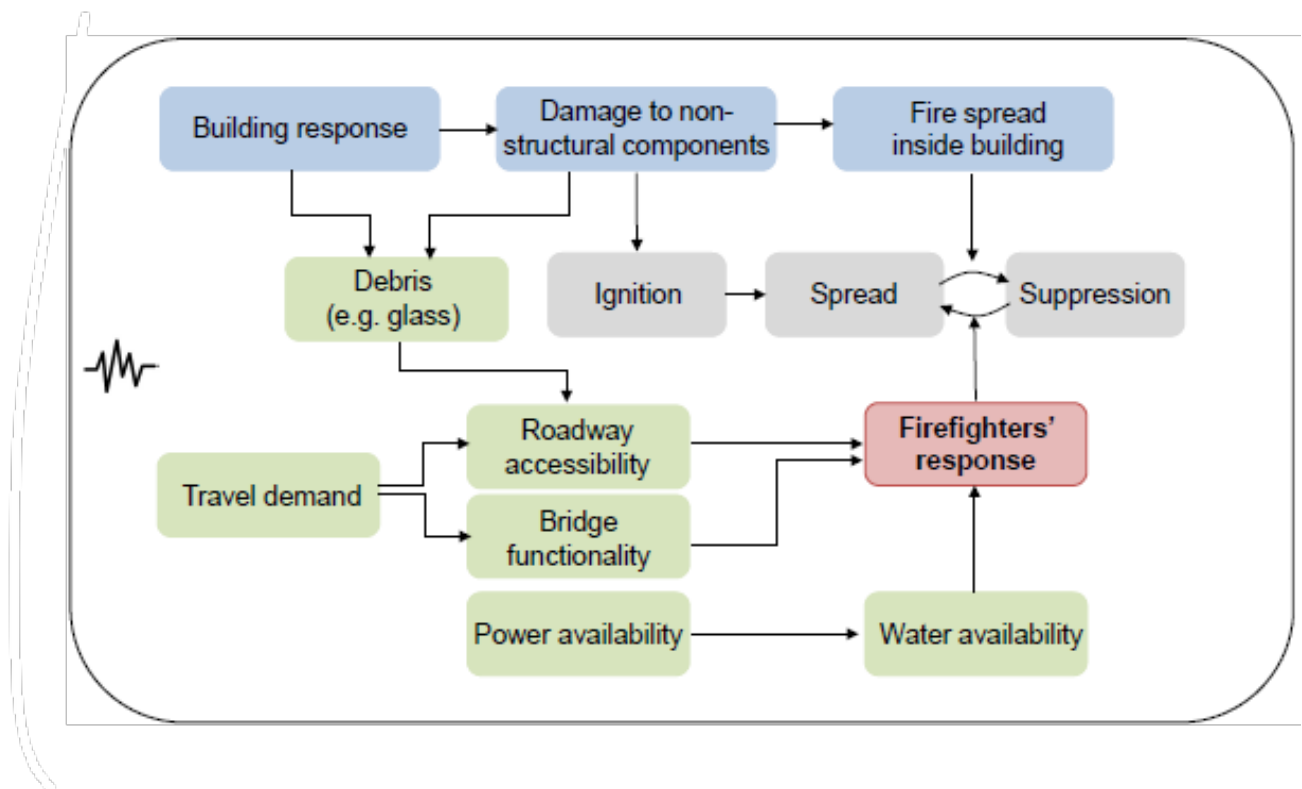 Building response
Damage to non-
structural components
Fire spread
inside building
Debris
(e.g. glass)
Ignition
Spread
Suppression
Roadway
accessibility
Firefighters’
response
Travel demand
Bridge
functionality
Power availability
Water availability